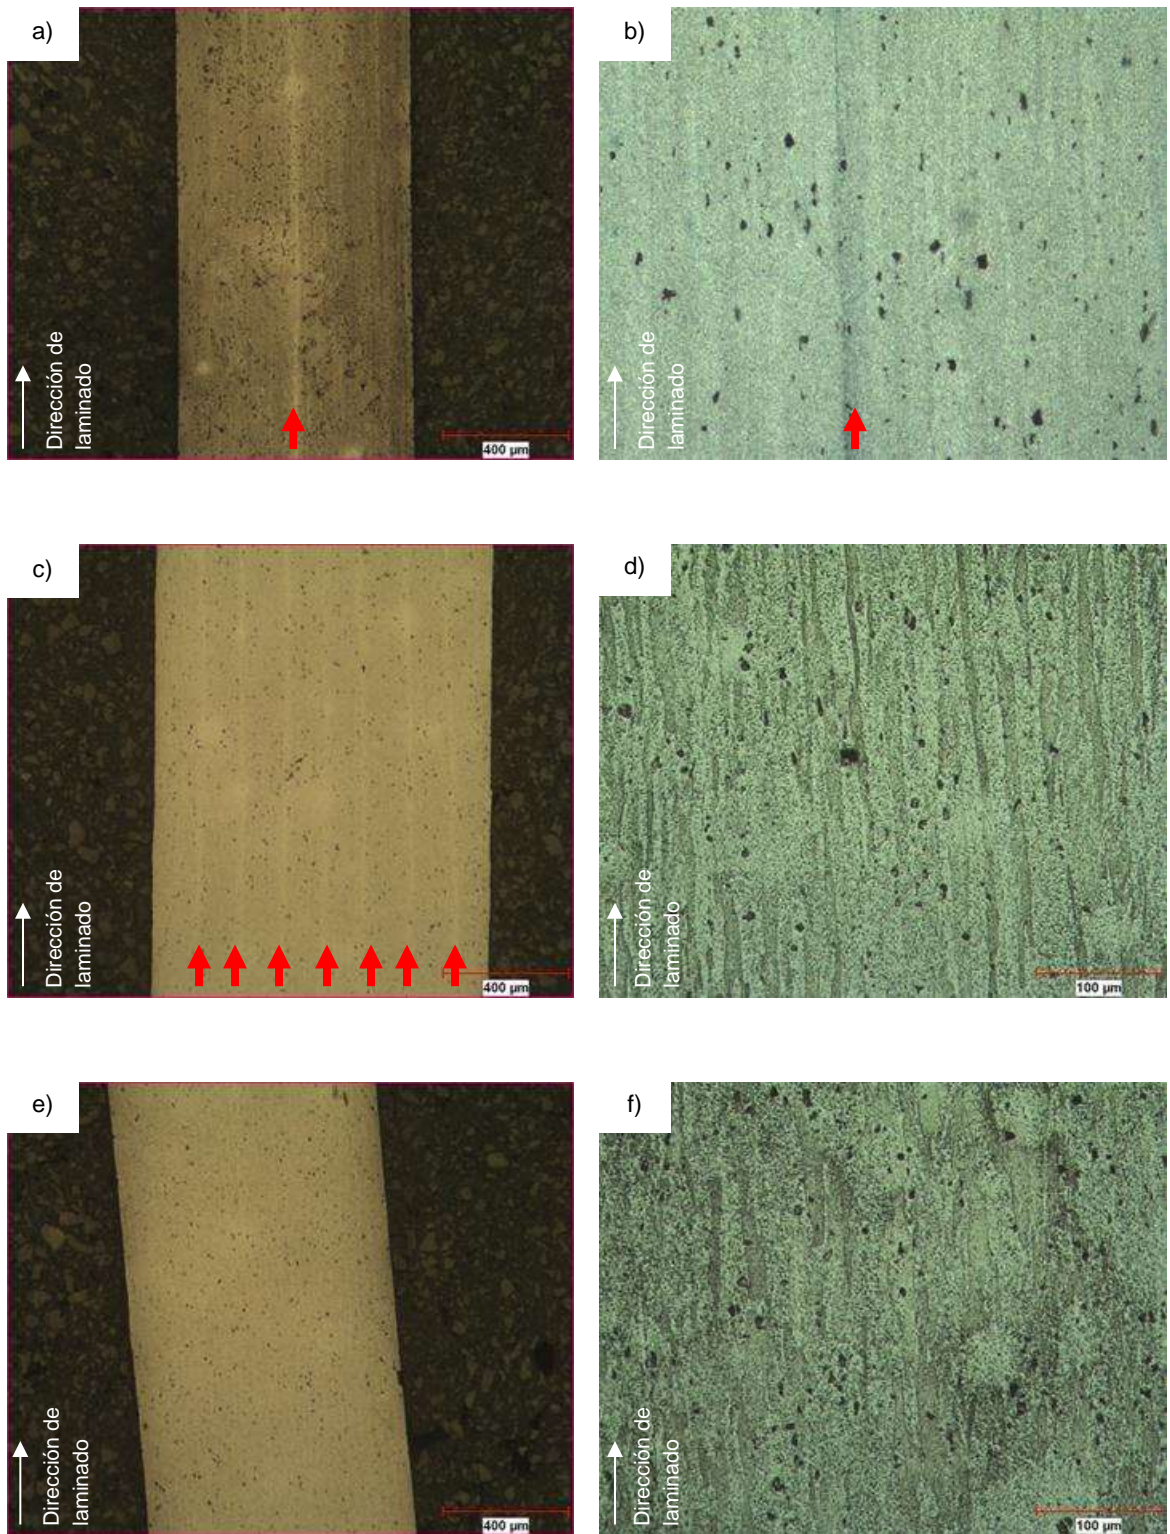 a)
Dirección de
laminado
400 µm
b)
Dirección de
laminado
c)
Dirección de
laminado
400 µm
d)
Dirección de
laminado
100 µm
e)
Dirección de
laminado
400 µm
f)
Dirección de
laminado
100 µm